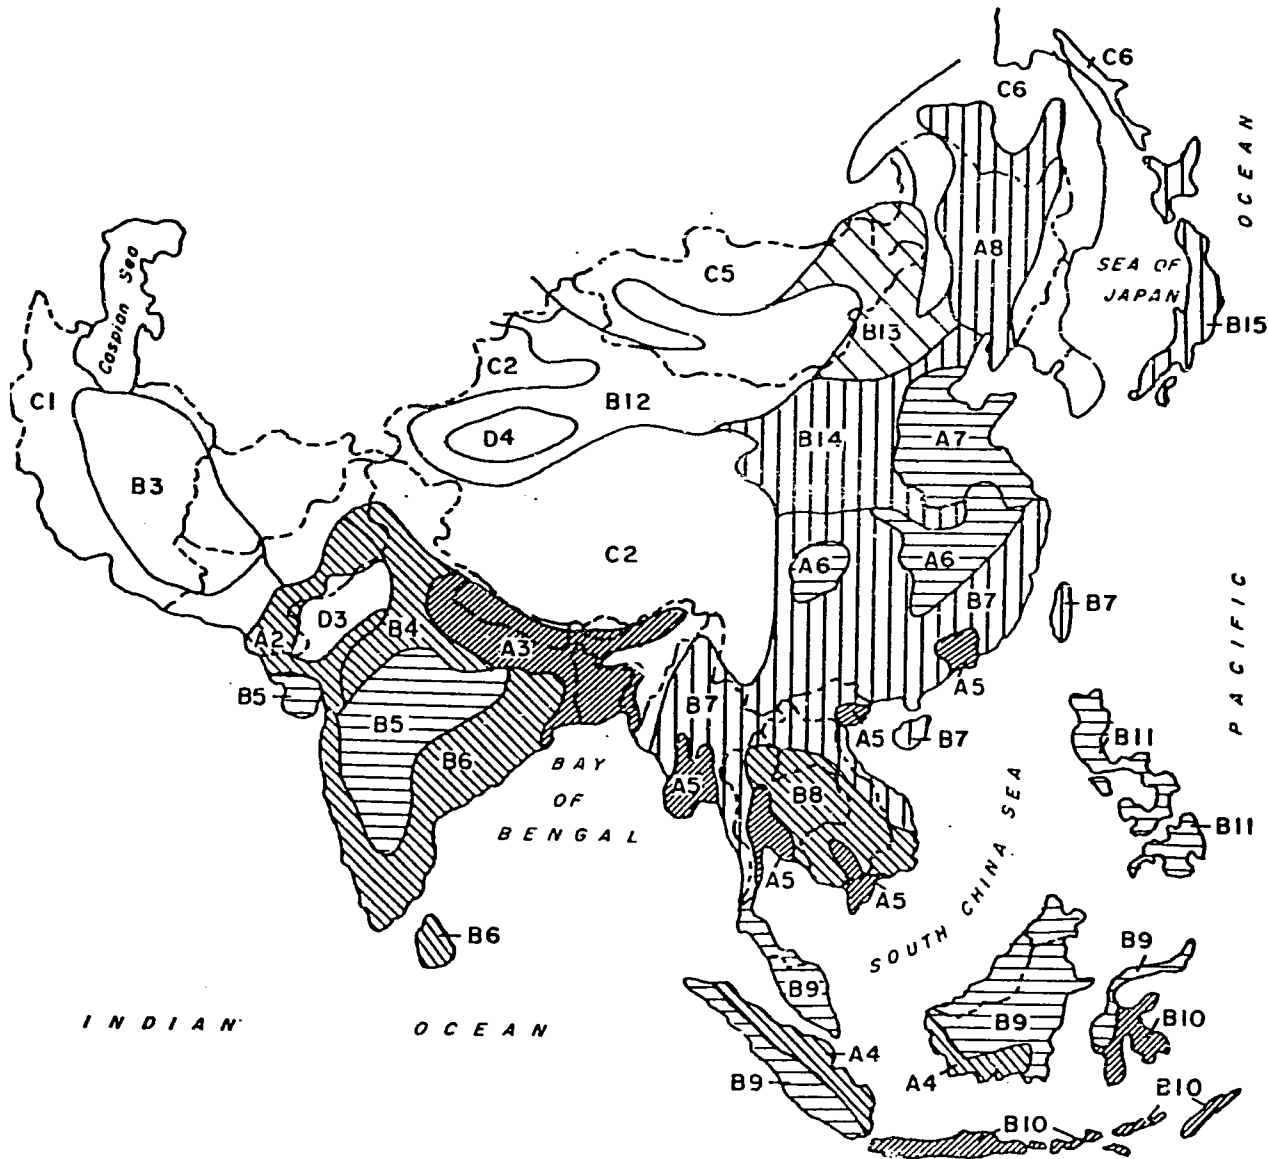 C6
C6
OCEAN
A8
SEA OF
JAPAN
Caspian Sea
C5
B13
B15
C2
C1
B12
D4
B14
A7
B3
C2
A6
A6
B7
B7
D3
A2
B4
A3
A5
B5
B7
B5
A5
B7
B6
BAY
OF
BENGAL
A5
B8
B11
B11
A5
A5
SOUTH CHINA SEA
PACIFIC
B6
B9
B9
B9
B10
INDIAN
OCEAN
A4
B9
A4
B10
B10